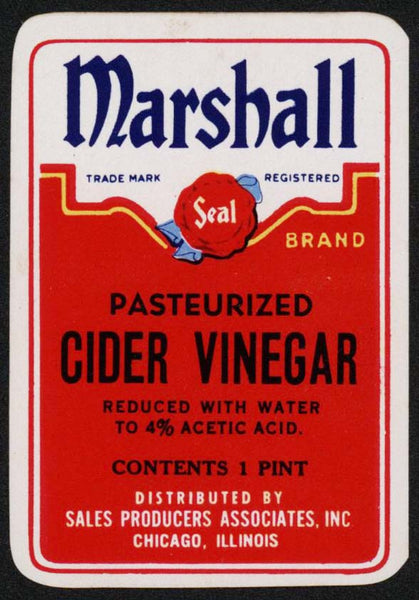 Marshall
TRADE MARK REGISTERED
Seal
BRAND
PASTEURIZED
CIDER VINEGAR
REDUCED WITH WATER
TO 4% ACETIC ACID.
CONTENTS 1 PINT
DISTRIBUTED BY
SALES PRODUCERS ASSOCIATES, INC
CHICAGO, ILLINOIS